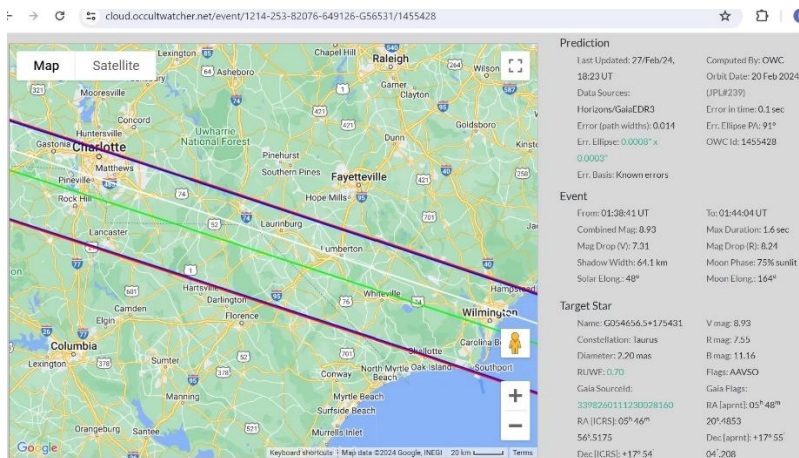 cloud.occultwatcher.net/event/1214-253-82076-649126-G56531/1455428
Map Satellite
Lexington
Asheboro
Chapel Hill
Raleigh
Wilson
Mooresville
Garner
Clayton
Concord
Huntersville
Uwharrie
National Forest
Goldsboro
Dunn
Gastonia
Charlotte
Matthews
Pinehurst
Southern Pines
Fayetteville
Pineville
Hope Mills
Rock Hill
Lancaster
Laurinburg
Lumberton
Hartsville
Darlington
Whiteville
Camden
Wilmington
Elgin
Florence
Columbia
Shallotte
Lexington
Sumter
North Myrtle Beach
Oak Island
Southport
Conway
Manning
Myrtle Beach
Surfside Beach
Orangeburg
Santee
Murrells Inlet
Google
Keyboard shortcuts
Map data ©2024 Google, INEGI
20 km
Terms
Prediction
Last Updated: 27/Feb/24,
18:23 UT
Data Sources:
Horizons/GaiaEDR3
Error (path widths): 0.014
Err. Ellipse: 0.0008" x
0.0003"
Err. Basis: Known errors
Computed By: OWC
Orbit Date: 20 Feb 2024
(JPL#239)
Error in time: 0.1 sec
Err. Ellipse PA: 91°
OWC Id: 1455428
Event
From: 01:38:41 UT
To: 01:44:04 UT
Combined Mag: 8.93
Max Duration: 1.6 sec
Mag Drop (V): 7.31
Mag Drop (R): 8.24
Shadow Width: 64.1 km
Moon Phase: 75% sunlit
Solar Elong.: 48°
Moon Elong.: 164°
Target Star
Name: G054656.5+175431
V mag: 8.93
Constellation: Taurus
R mag: 7.55
Diameter: 2.20 mas
B mag: 11.16
RUWE: 0.70
Flags: AAVSO
Gaia SourceId:
3398260111230028160
Gaia Flags:
RA [ICRS]: 05h 46m
56s.5175
RA [aprnt]: 05h 48m
20s.4853
Dec [ICRS]: +17° 54'
Dec [aprnt]: +17° 55'
04".208